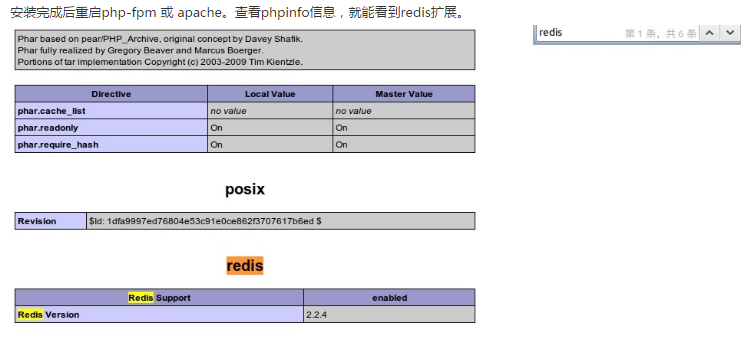 安装完成后重启php-fpm 或 apache。查看phpinfo信息，就能看到redis扩展。
redis 第 1 条，共 6 条
Phar based on pear/PHP_Archive, original concept by Davey Shafik.
Phar fully realized by Gregory Beaver and Marcus Boerger.
Portions of tar implementation Copyright (c) 2003-2009 Tim Kientzle.
Directive Local Value Master Value
phar.cache_list no value no value
phar.readonly On On
phar.require_hash On On
posix
Revision $Id: 1dfa9997ed76804e53c91e0ce862f3707617b6ed $
redis
Redis Support enabled
Redis Version 2.2.4